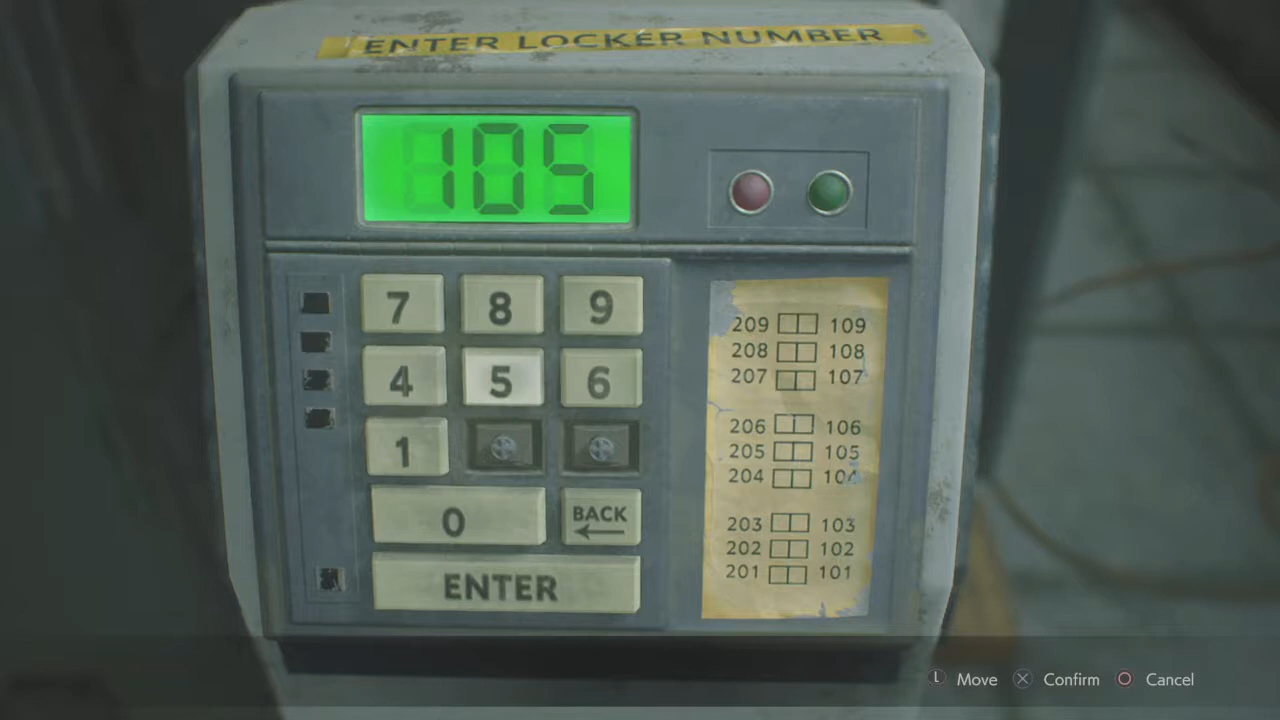 ENTER LOCKER NUMBER
105
7 8 9
4 5 6
1
0 BACK
ENTER
209 109
208 108
207 107
206 106
205 105
204 104
203 103
202 102
201 101
L Move Confirm Cancel